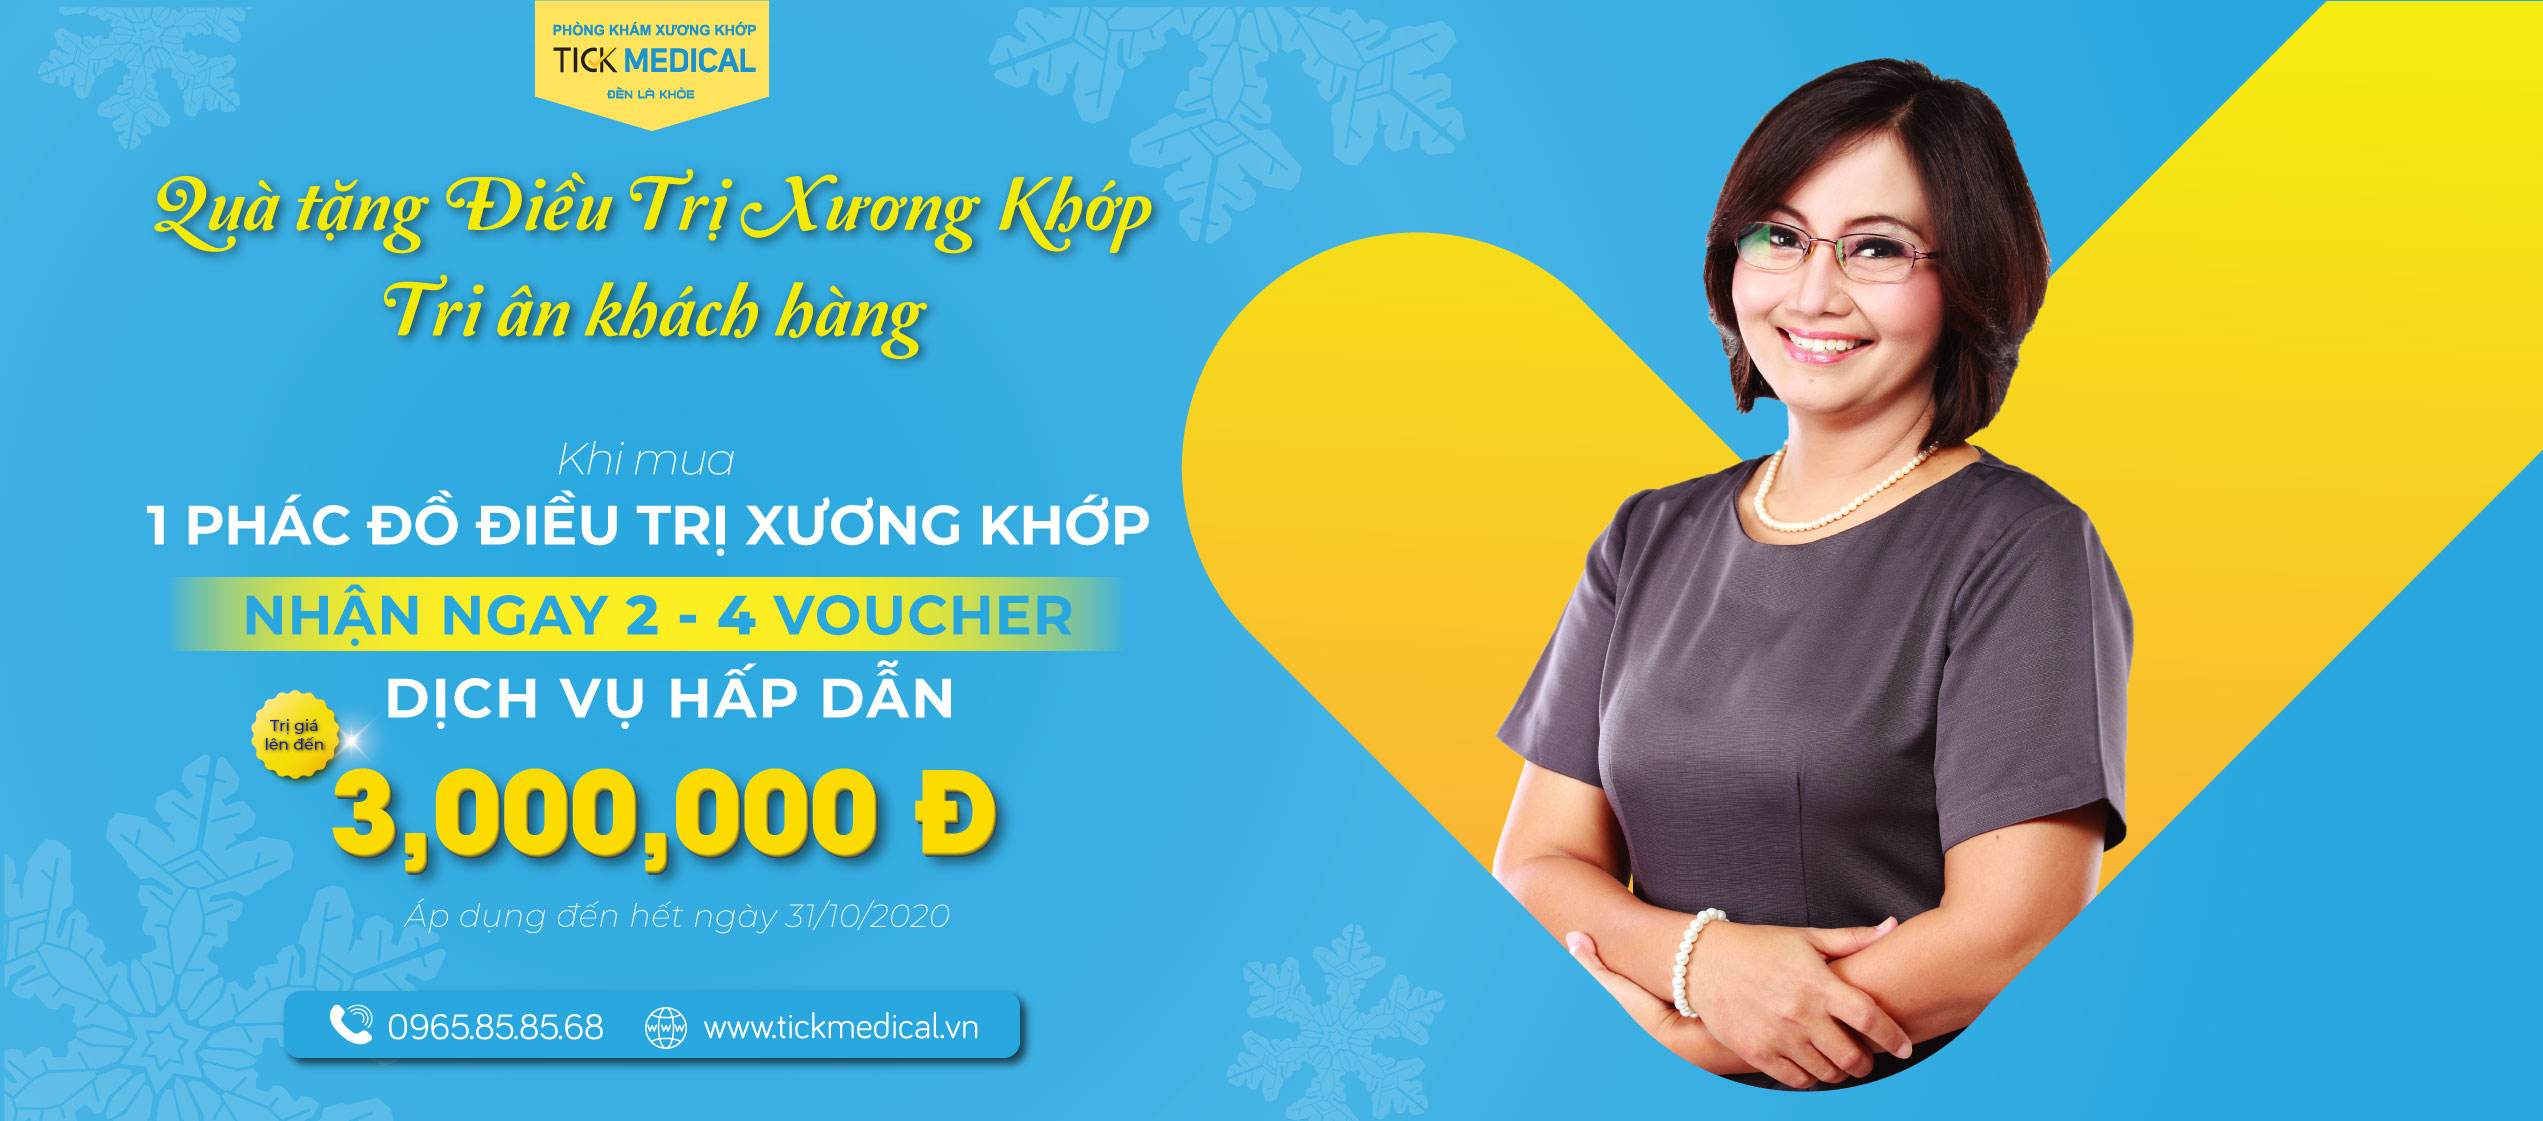 PHÒNG KHÁM XƯƠNG KHỚP
TICK MEDICAL
ĐẾN LÀ KHỎE
Quà tặng Điều Trị Xương Khớp
Tri ân khách hàng
Khi mua
1 PHÁC ĐỒ ĐIỀU TRỊ XƯƠNG KHỚP
NHẬN NGAY 2 - 4 VOUCHER
DỊCH VỤ HẤP DẪN
Trị giá
lên đến
3,000,000 Đ
Áp dụng đến hết ngày 31/10/2020
0965.85.85.68
www
www.tickmedical.vn